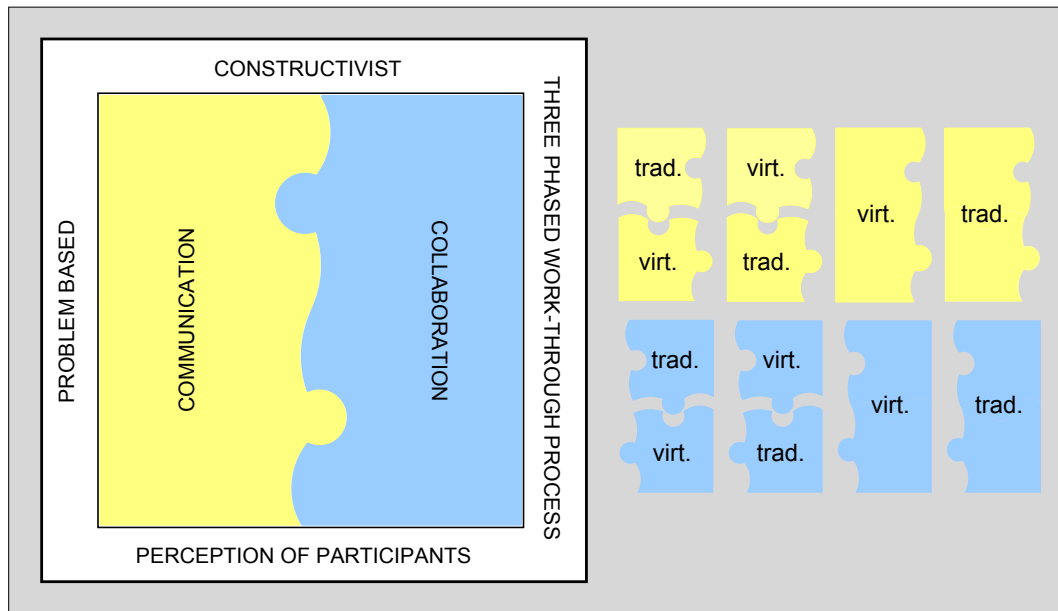 CONSTRUCTIVIST
PROBLEM BASED
COMMUNICATION
COLLABORATION
THREE PHASED WORK-THROUGH PROCESS
PERCEPTION OF PARTICIPANTS
trad.
virt.
virt.
trad.
virt.
trad.
trad.
virt.
virt.
trad.
virt.
trad.